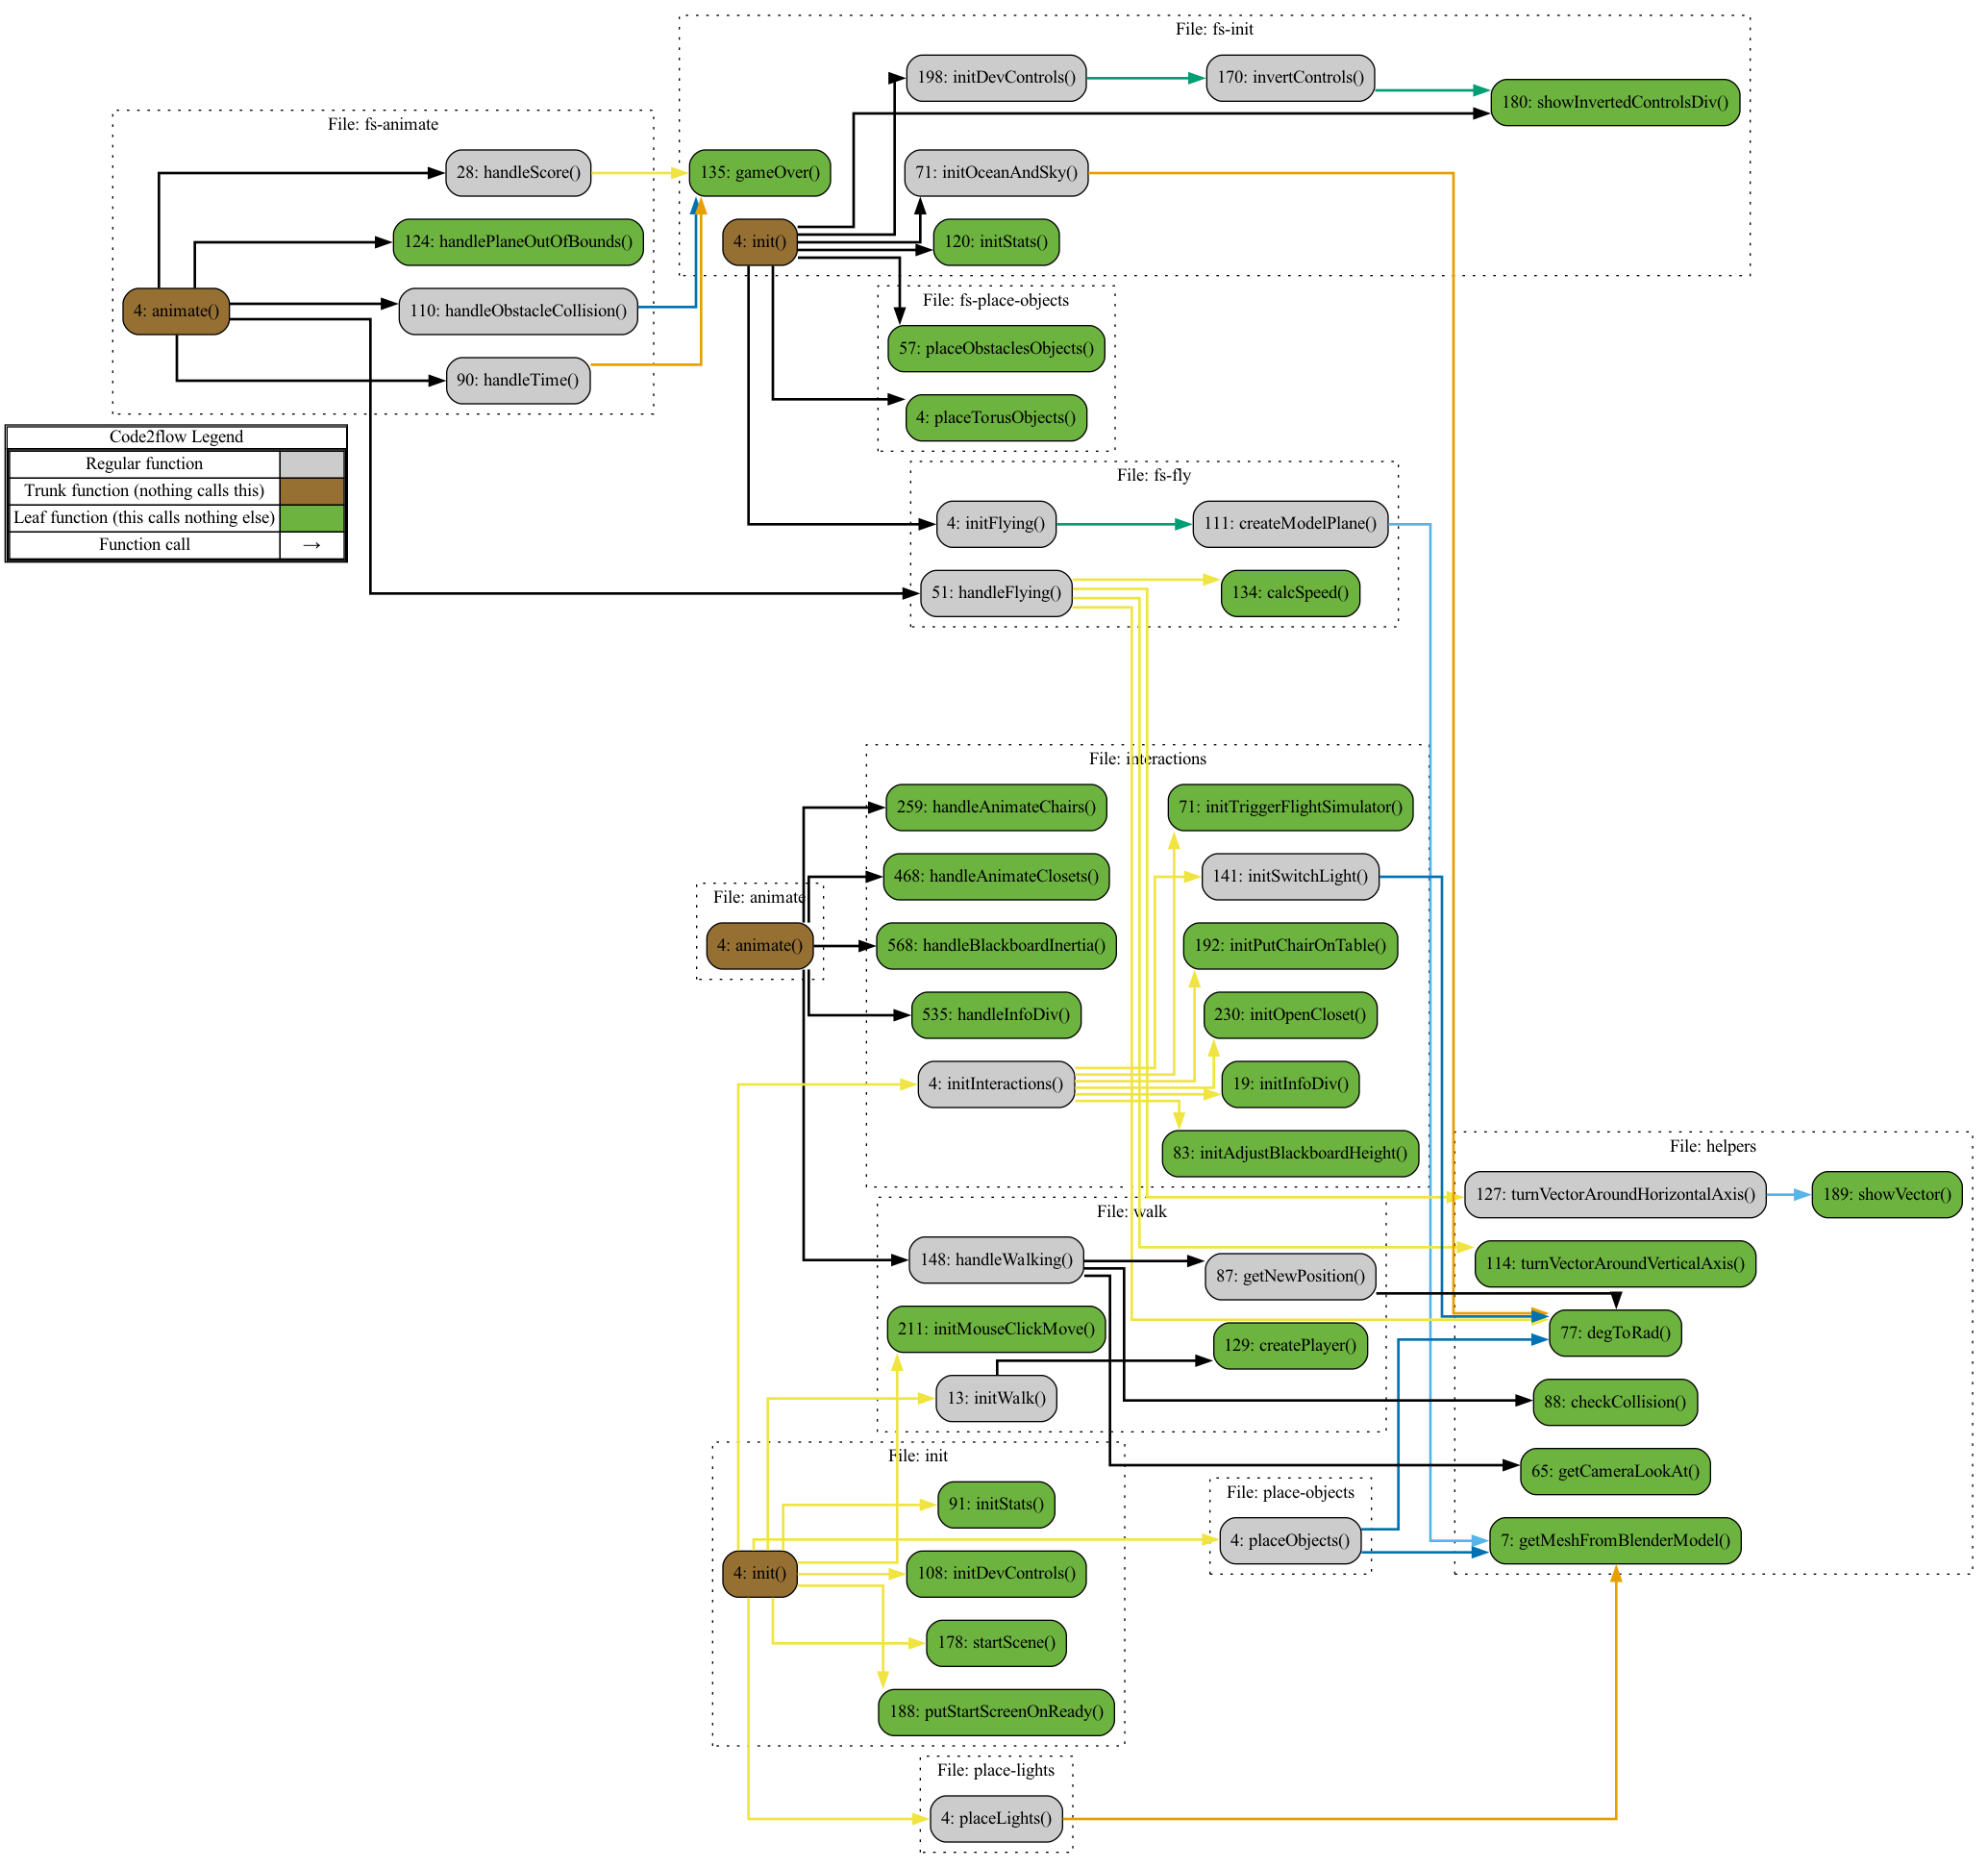 File: fs-init
198: initDevControls()
170: invertControls()
180: showInvertedControlsDiv()
135: gameOver()
71: initOceanAndSky()
4: init()
120: initStats()
File: fs-animate
28: handleScore()
124: handlePlaneOutOfBounds()
4: animate()
110: handleObstacleCollision()
90: handleTime()
File: fs-place-objects
57: placeObstaclesObjects()
4: placeTorusObjects()
Code2flow Legend
Regular function
Trunk function (nothing calls this)
Leaf function (this calls nothing else)
Function call →
File: fs-fly
4: initFlying()
111: createModelPlane()
51: handleFlying()
134: calcSpeed()
File: interactions
259: handleAnimateChairs()
71: initTriggerFlightSimulator()
468: handleAnimateClosets()
141: initSwitchLight()
568: handleBlackboardInertia()
192: initPutChairOnTable()
535: handleInfoDiv()
230: initOpenCloset()
4: initInteractions()
19: initInfoDiv()
83: initAdjustBlackboardHeight()
File: animate
4: animate()
File: helpers
127: turnVectorAroundHorizontalAxis()
189: showVector()
114: turnVectorAroundVerticalAxis()
77: degToRad()
88: checkCollision()
65: getCameraLookAt()
7: getMeshFromBlenderModel()
File: walk
148: handleWalking()
87: getNewPosition()
211: initMouseClickMove()
129: createPlayer()
13: initWalk()
File: init
91: initStats()
4: init()
108: initDevControls()
178: startScene()
188: putStartScreenOnReady()
File: place-objects
4: placeObjects()
File: place-lights
4: placeLights()